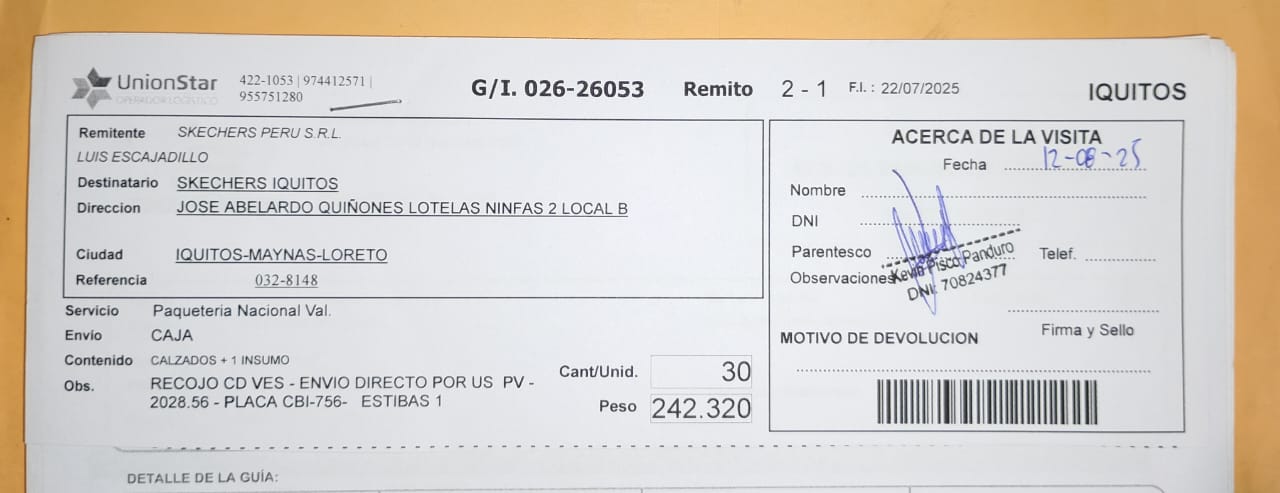 UnionStar
OPERADOR LOGISTICO
422-1053 | 974412571 |
955751280
G/I. 026-26053 Remito 2 - 1 F.I. : 22/07/2025 IQUITOS
Remitente SKECHERS PERU S.R.L.
LUIS ESCAJADILLO
Destinatario SKECHERS IQUITOS
Direccion JOSE ABELARDO QUIÑONES LOTELAS NINFAS 2 LOCAL B
Ciudad IQUITOS-MAYNAS-LORETO
Referencia 032-8148
Servicio Paqueteria Nacional Val.
Envio CAJA
Contenido CALZADOS + 1 INSUMO
Obs. RECOJO CD VES - ENVIO DIRECTO POR US PV -
2028.56 - PLACA CBI-756- ESTIBAS 1
Cant/Unid. 30
Peso 242.320
ACERCA DE LA VISITA
Fecha 12-08-25
Nombre
DNI
Parentesco Telef.
Observaciones
Kevin Pisco Panduro
DNI: 70824377
Firma y Sello
MOTIVO DE DEVOLUCION
DETALLE DE LA GUÍA: